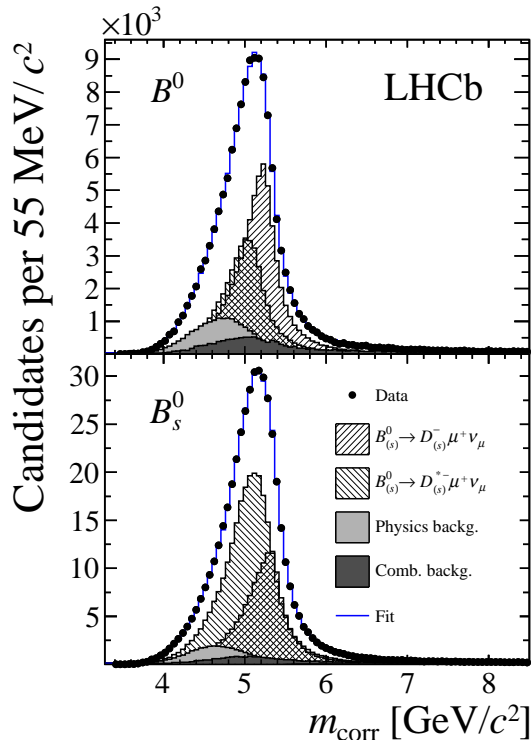 ×10³
Candidates per 55 MeV/c²
B⁰
LHCb
9
8
7
6
5
4
3
2
1
B⁰ₛ
30
25
20
15
10
5
Data
B⁰₍ₛ₎→ D⁻₍ₛ₎ μ⁺ νμ
B⁰₍ₛ₎→ D*⁻₍ₛ₎ μ⁺ νμ
Physics backg.
Comb. backg.
Fit
4 5 6 7 8
m_corr [GeV/c²]